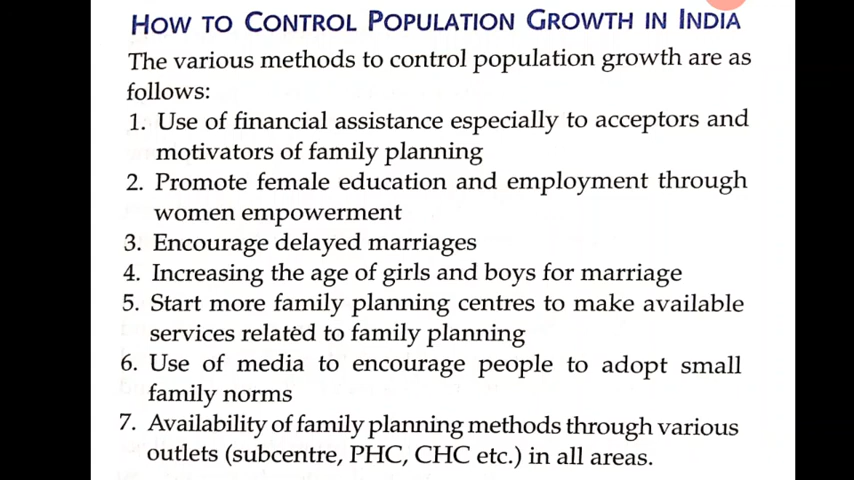 HOW TO CONTROL POPULATION GROWTH IN INDIA
The various methods to control population growth are as
follows:
1. Use of financial assistance especially to acceptors and
motivators of family planning
2. Promote female education and employment through
women empowerment
3. Encourage delayed marriages
4. Increasing the age of girls and boys for marriage
5. Start more family planning centres to make available
services related to family planning
6. Use of media to encourage people to adopt small
family norms
7. Availability of family planning methods through various
outlets (subcentre, PHC, CHC etc.) in all areas.